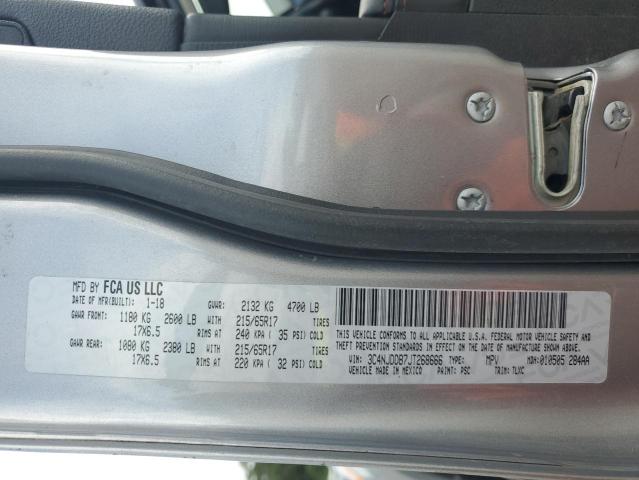 MFD BY FCA US LLC
DATE OF MFR(BUILT): 1-18 GVWR: 2132 KG 4700 LB
GAWR FRONT: 1180 KG 2600 LB 215/65R17 TIRES
17X6.5 RIMS AT 240 KPA ( 35 PSI) COLD
GAWR REAR: 1080 KG 2380 LB 215/65R17 TIRES
17X6.5 RIMS AT 220 KPA ( 32 PSI) COLD
THIS VEHICLE CONFORMS TO ALL APPLICABLE U.S.A. FEDERAL MOTOR VEHICLE SAFETY AND
THEFT PREVENTION STANDARDS IN EFFECT ON THE DATE OF MANUFACTURE SHOWN ABOVE.
VIN: 3C4NJDDB7JT268666 TYPE: MPV MDH: 010505 284AA
VEHICLE MADE IN MEXICO PAINT: PSC TRIM: TLXC